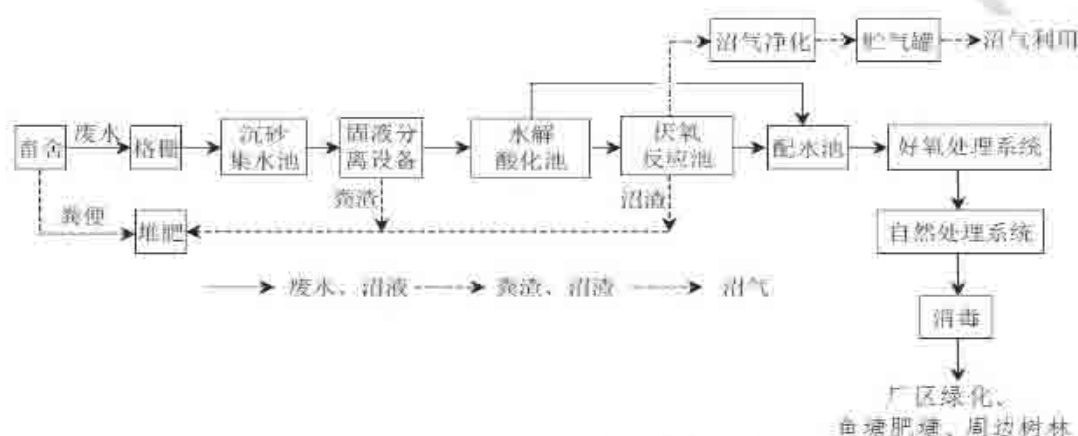 沼气净化
贮气罐
沼气利用
畜舍
废水
格栅
沉砂
集水池
固液分
离设备
水解
酸化池
厌氧
反应池
配水池
好氧处理系统
粪渣
沼渣
粪便
堆肥
自然处理系统
废水、沼液
粪渣、沼渣
沼气
消毒
厂区绿化、
鱼塘肥塘、周边树林